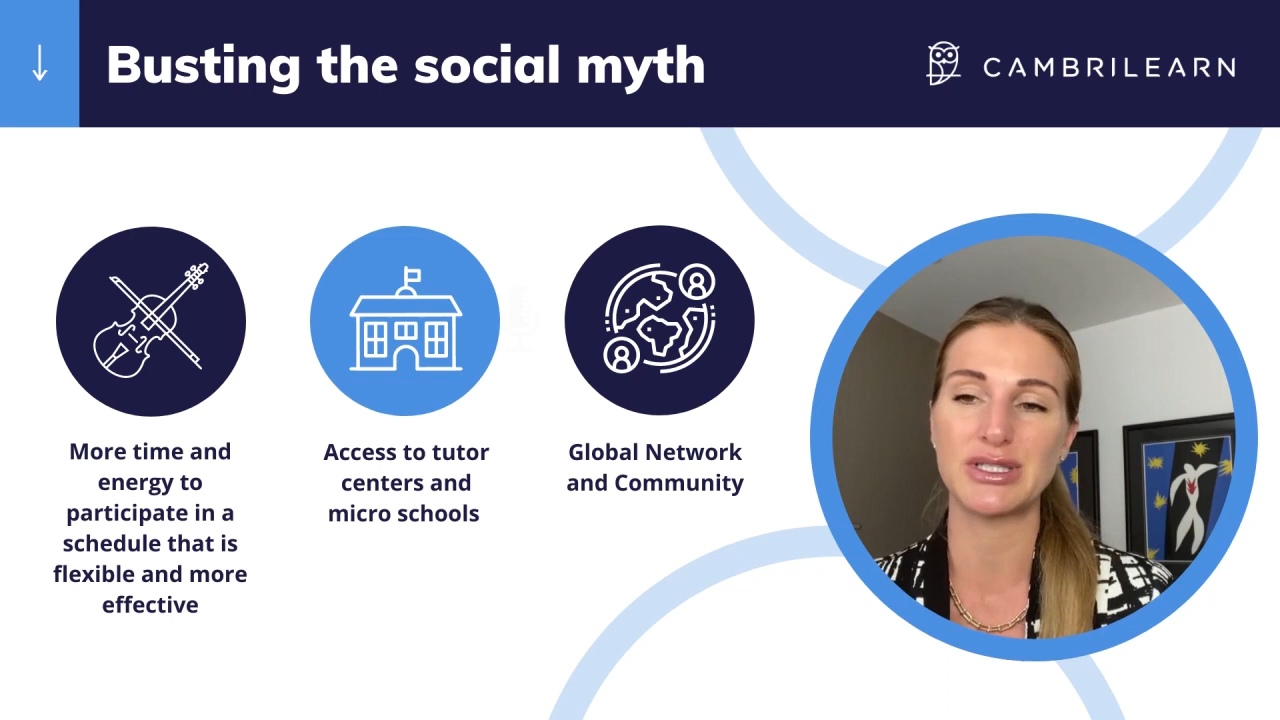 Busting the social myth
CAMBRILEARN
More time and
energy to
participate in a
schedule that is
flexible and more
effective
Access to tutor
centers and
micro schools
Global Network
and Community